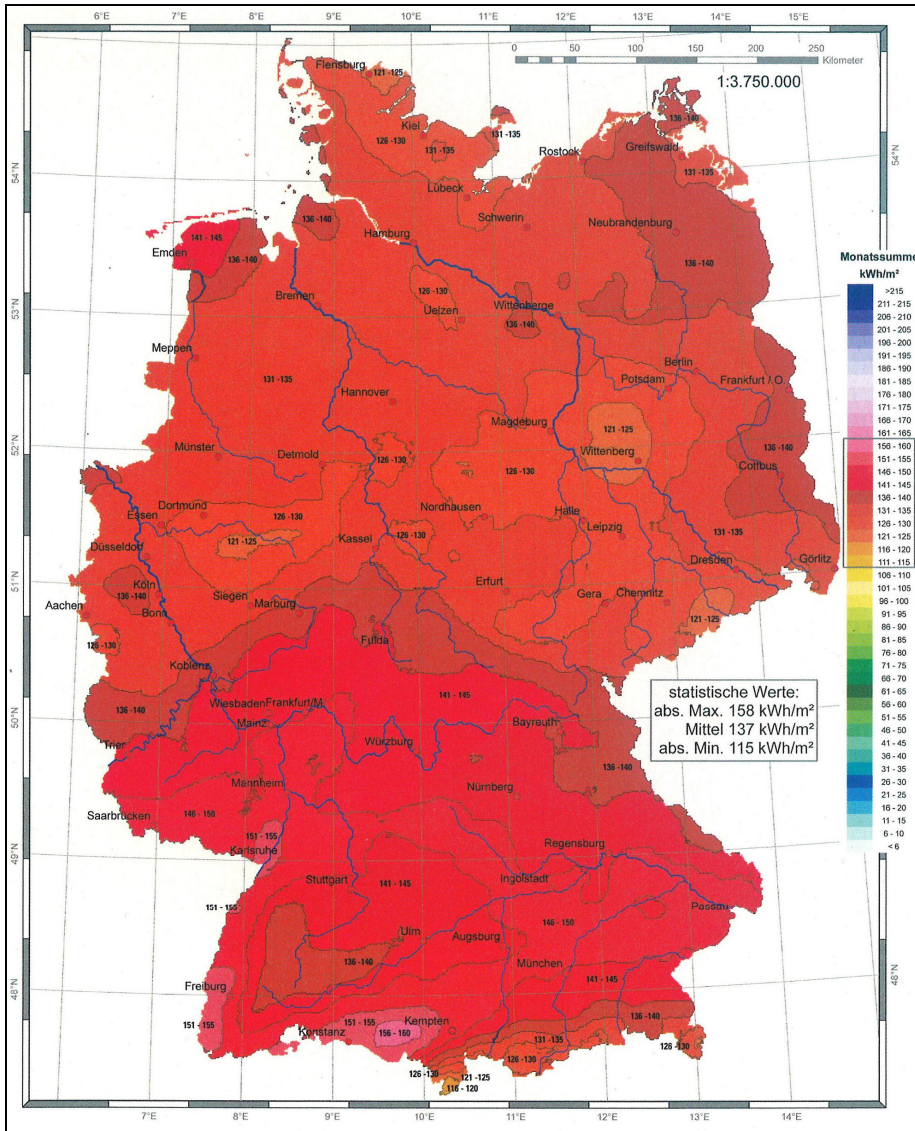 6°E 7°E 8°E 9°E 10°E 11°E 12°E 13°E 14°E 15°E
0 50 100 150 200 250 Kilometer
1:3.750.000
Flensburg
121 -125
136 -140
Kiel
131 -135
126 -130
131 -135
Rostock
Greifswald
54°N
54°N
131 -135
Lübeck
Schwerin
136 -140
Neubrandenburg
Hamburg
141 - 145
Emden
136 -140
136 -140
Monatssumme
kWh/m²
>215
211 - 215
206 - 210
201 - 205
196 - 200
191 - 195
186 - 190
181 - 185
176 - 180
171 - 175
166 - 170
161 - 165
156 - 160
151 - 155
146 - 150
141 - 145
136 - 140
131 - 135
126 - 130
121 - 125
116 - 120
111 - 115
106 - 110
101 - 105
96 - 100
91 - 95
86 - 90
81 - 85
76 - 80
71 - 75
66 - 70
61 - 65
56 - 60
51 - 55
46 - 50
41 - 45
36 - 40
31 - 35
26 - 30
21 - 25
16 - 20
11 - 15
6 - 10
< 6
126 -130
Bremen
Uelzen
Wittenberge
53°N
136 -140
Meppen
Berlin
131 -135
Potsdam
Frankfurt / O.
Hannover
Magdeburg
121 -125
52°N
Münster
Detmold
126 -130
126 -130
Wittenberg
136 -140
Cottbus
Dortmund
Essen
126 -130
Nordhausen
Halle
Leipzig
121 -125
Kassel
126 -130
131 -135
Düsseldorf
Dresden
Görlitz
51°N
Köln
136 -140
Erfurt
Aachen
Bonn
Siegen
Marburg
Gera
Chemnitz
121 -125
126 -130
Fulda
Koblenz
141 - 145
statistische Werte:
abs. Max. 158 kWh/m²
Mittel 137 kWh/m²
abs. Min. 115 kWh/m²
50°N
136 -140
Wiesbaden
Frankfurt/M.
Mainz
Bayreuth
Trier
Würzburg
136 -140
Mannheim
Nürnberg
Saarbrücken
146 - 150
151 - 155
Karlsruhe
49°N
Regensburg
Stuttgart
141 - 145
Ingolstadt
151 - 155
Passau
146 - 150
Ulm
Augsburg
136 -140
München
48°N
Freiburg
141 - 145
151 - 155
136 -140
151 - 155
Kempten
Konstanz
156 - 160
131 -135
126 -130
126 -130
126 -130
121 -125
116 - 120
7°E 8°E 9°E 10°E 11°E 12°E 13°E 14°E